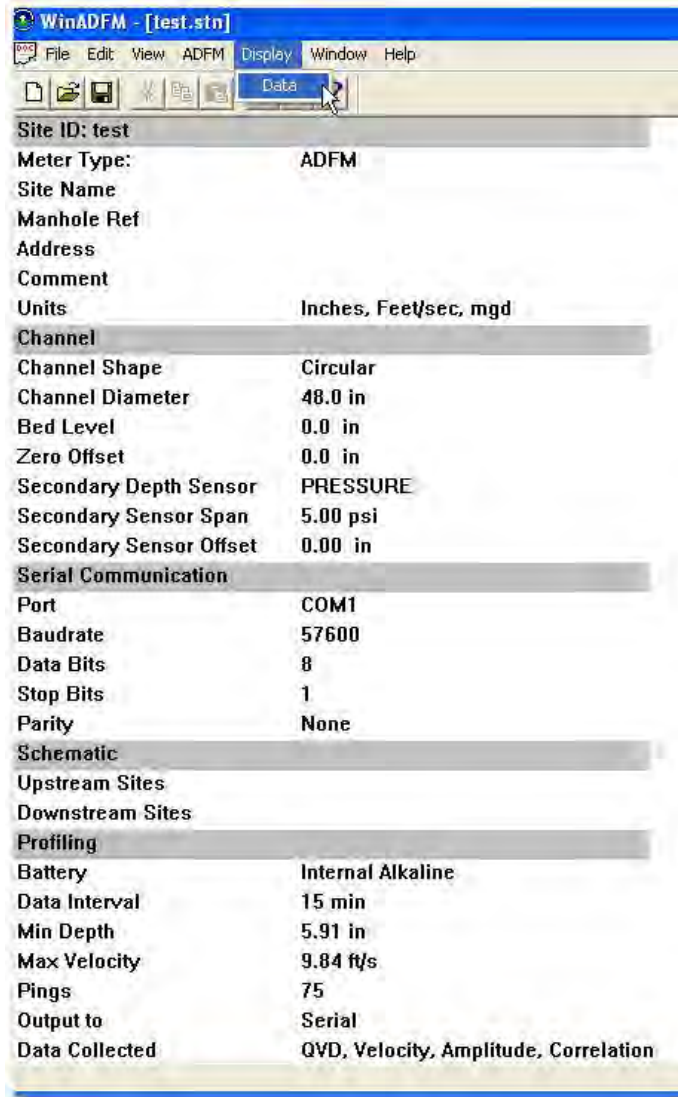 WinADFM - [test.stn]
DOC File Edit View ADFM Display Window Help
Data
Site ID: test
Meter Type: ADFM
Site Name
Manhole Ref
Address
Comment
Units Inches, Feet/sec, mgd
Channel
Channel Shape Circular
Channel Diameter 48.0 in
Bed Level 0.0 in
Zero Offset 0.0 in
Secondary Depth Sensor PRESSURE
Secondary Sensor Span 5.00 psi
Secondary Sensor Offset 0.00 in
Serial Communication
Port COM1
Baudrate 57600
Data Bits 8
Stop Bits 1
Parity None
Schematic
Upstream Sites
Downstream Sites
Profiling
Battery Internal Alkaline
Data Interval 15 min
Min Depth 5.91 in
Max Velocity 9.84 ft/s
Pings 75
Output to Serial
Data Collected QVD, Velocity, Amplitude, Correlation